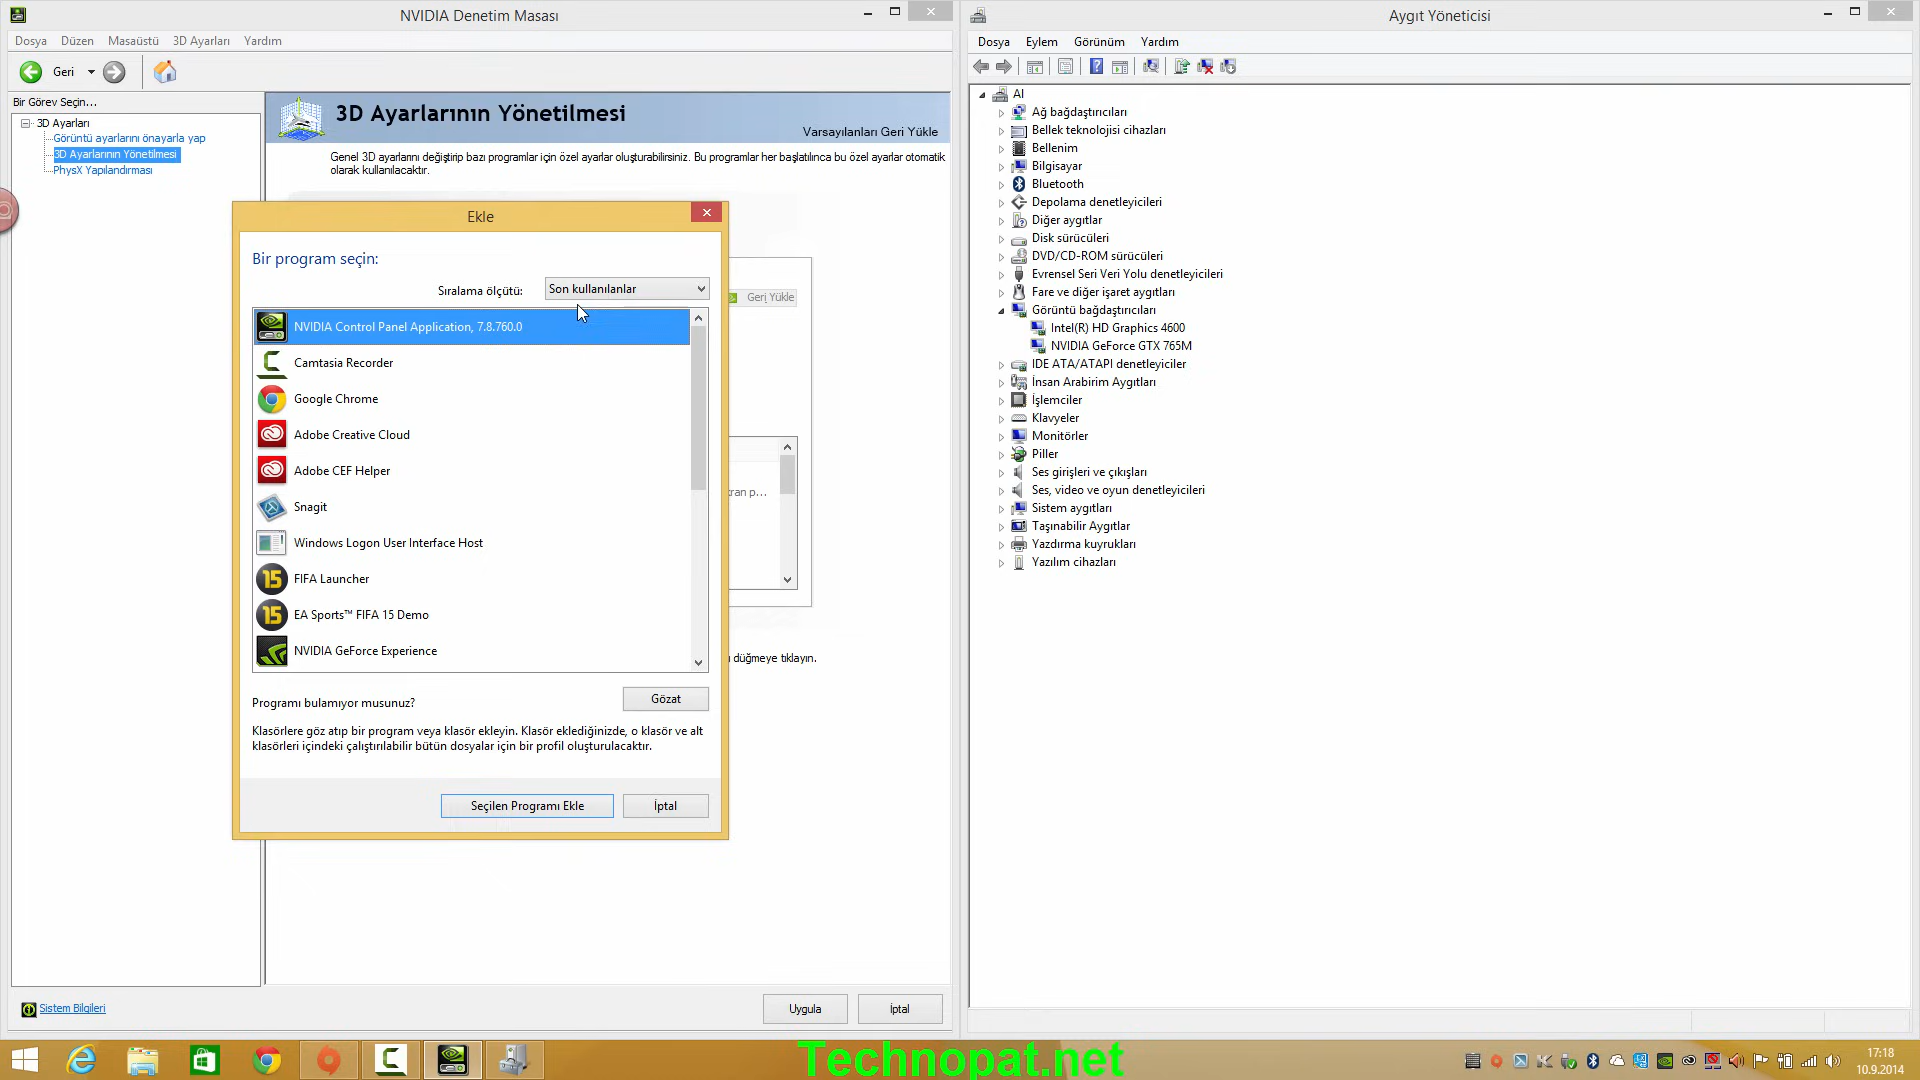 NVIDIA Denetim Masası
Dosya Düzen Masaüstü 3D Ayarları Yardım
Geri
Bir Görev Seçin...
3D Ayarları
Görüntü ayarlarını önayarla yap
3D Ayarlarının Yönetilmesi
PhysX Yapılandırması
3D Ayarlarının Yönetilmesi
Varsayılanları Geri Yükle
Genel 3D ayarlarını değiştirip bazı programlar için özel ayarlar oluşturabilirsiniz. Bu programlar her başlatılınca bu özel ayarlar otomatik
olarak kullanılacaktır.
Ekle
Bir program seçin:
Sıralama ölçütü:
Son kullanılanlar
Geri Yükle
NVIDIA Control Panel Application, 7.8.760.0
Camtasia Recorder
Google Chrome
Adobe Creative Cloud
Adobe CEF Helper
Snagit
Windows Logon User Interface Host
FIFA Launcher
EA Sports™ FIFA 15 Demo
NVIDIA GeForce Experience
düğmeye tıklayın.
Programı bulamıyor musunuz?
Gözat
Klasörlere göz atıp bir program veya klasör ekleyin. Klasör eklediğinizde, o klasör ve alt
klasörleri içindeki çalıştırılabilir bütün dosyalar için bir profil oluşturulacaktır.
Seçilen Programı Ekle
İptal
Sistem Bilgileri
Uygula
İptal
Aygıt Yöneticisi
Dosya Eylem Görünüm Yardım
AI
Ağ bağdaştırıcıları
Bellek teknolojisi cihazları
Bellenim
Bilgisayar
Bluetooth
Depolama denetleyicileri
Diğer aygıtlar
Disk sürücüleri
DVD/CD-ROM sürücüleri
Evrensel Seri Veri Yolu denetleyicileri
Fare ve diğer işaret aygıtları
Görüntü bağdaştırıcıları
Intel(R) HD Graphics 4600
NVIDIA GeForce GTX 765M
IDE ATA/ATAPI denetleyiciler
İnsan Arabirim Aygıtları
İşlemciler
Klavyeler
Monitörler
Piller
Ses girişleri ve çıkışları
Ses, video ve oyun denetleyicileri
Sistem aygıtları
Taşınabilir Aygıtlar
Yazdırma kuyrukları
Yazılım cihazları
Technopat.net
17:18
10.9.2014